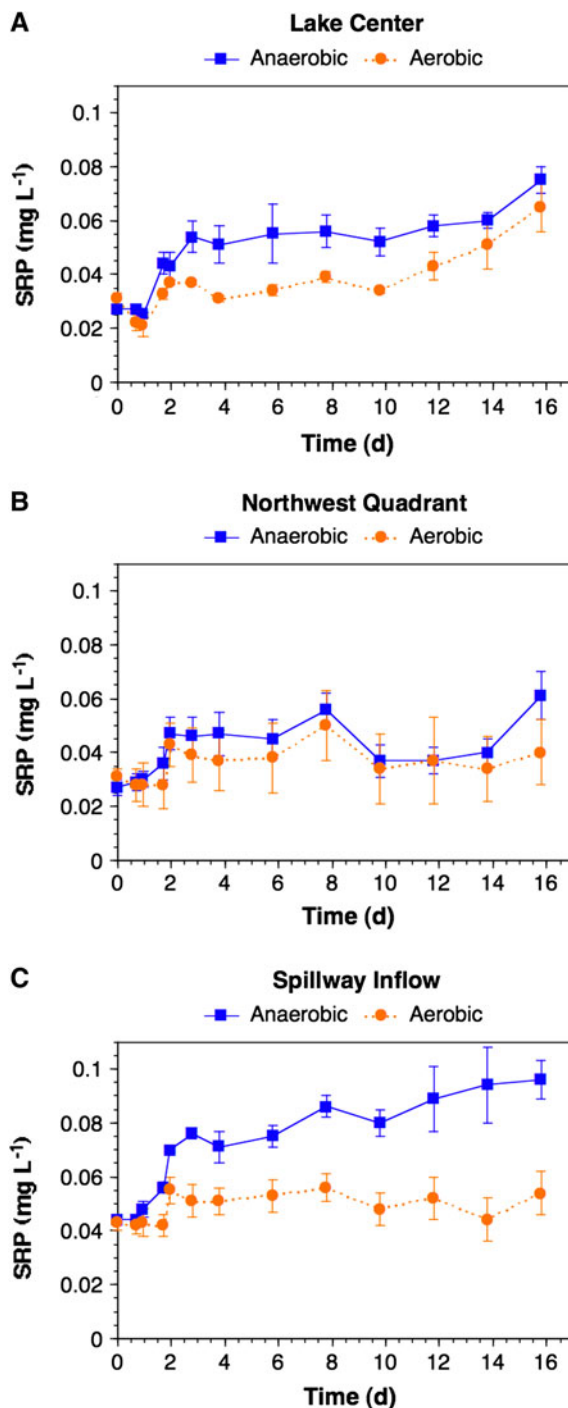 A
Lake Center
Anaerobic Aerobic
0.1
0.08
0.06
0.04
0.02
0
SRP (mg L-1)
0 2 4 6 8 10 12 14 16
Time (d)
B
Northwest Quadrant
Anaerobic Aerobic
0.1
0.08
0.06
0.04
0.02
0
SRP (mg L-1)
0 2 4 6 8 10 12 14 16
Time (d)
C
Spillway Inflow
Anaerobic Aerobic
0.1
0.08
0.06
0.04
0.02
0
SRP (mg L-1)
0 2 4 6 8 10 12 14 16
Time (d)